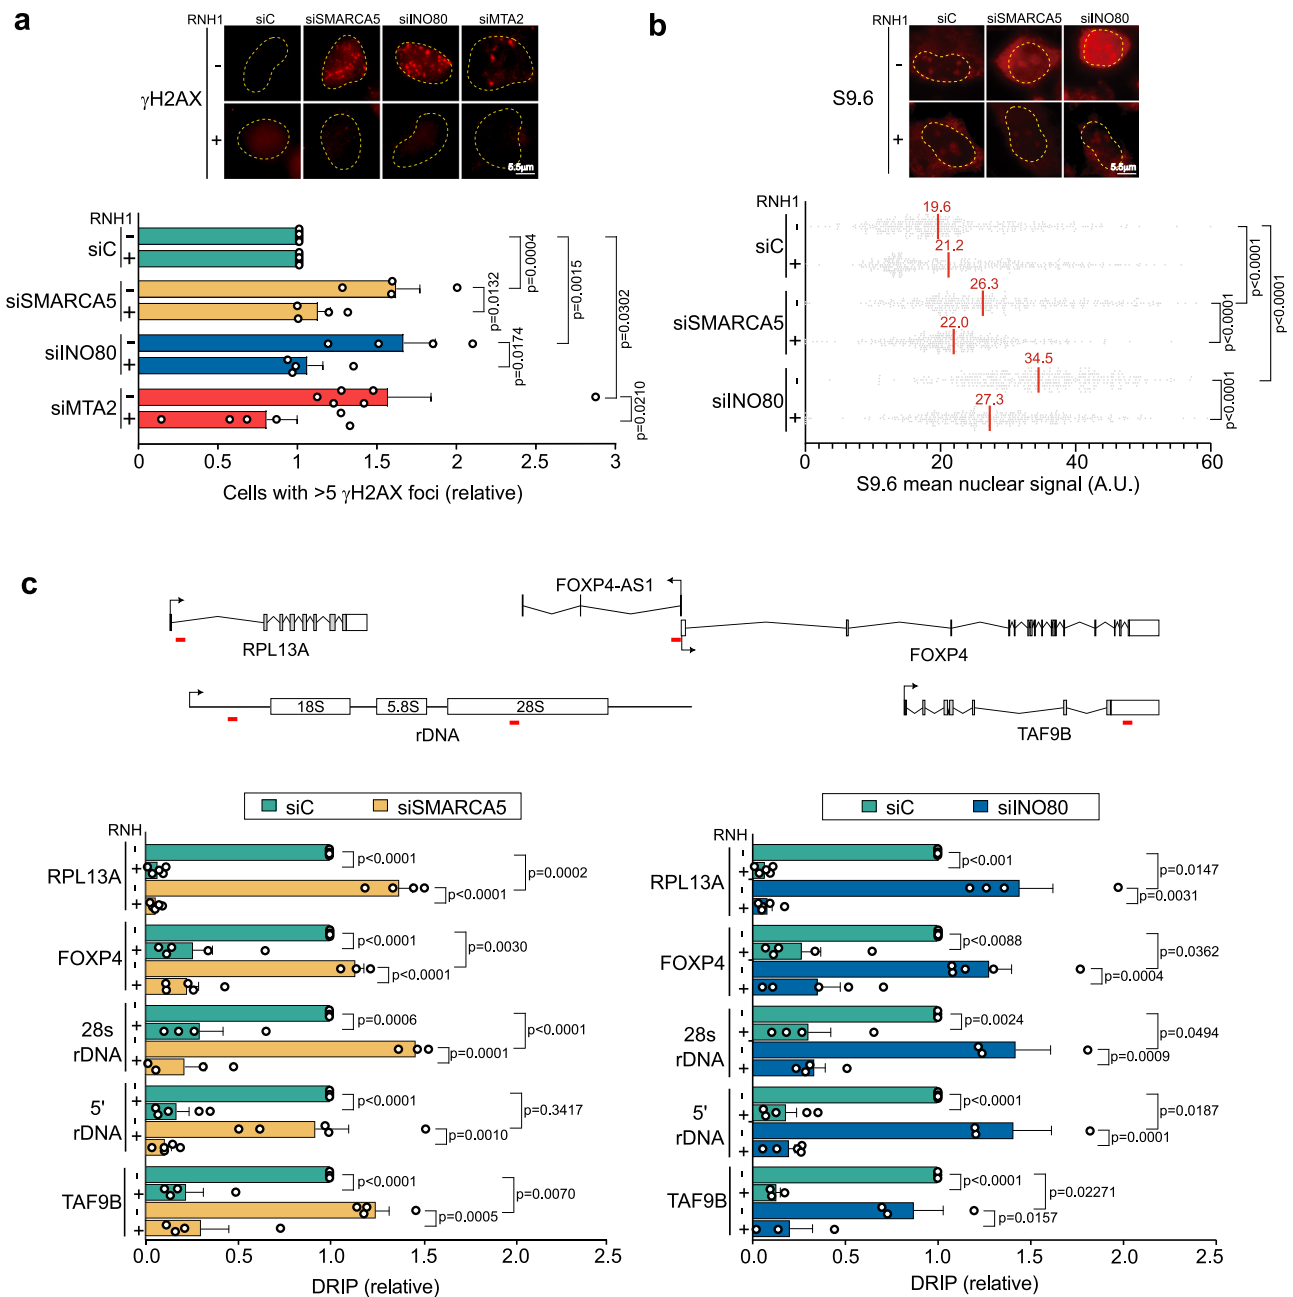 a
RNH1 siC siSMARCA5 siINO80 siMTA2
-
γH2AX
+
5.5μm
RNH1
siC
-
+
siSMARCA5
-
+
siINO80
-
+
siMTA2
-
+
p=0.0132
p=0.0004
p=0.0174
p=0.0015
p=0.0302
p=0.0210
0 0.5 1 1.5 2 2.5 3
Cells with >5 γH2AX foci (relative)
b
RNH1 siC siSMARCA5 siINO80
-
S9.6
+
5.5μm
RNH1
siC
-
+
siSMARCA5
-
+
siINO80
-
+
19.6
21.2
26.3
22.0
34.5
27.3
p<0.0001
p<0.0001
p<0.0001
p<0.0001
0 20 40 60
S9.6 mean nuclear signal (A.U.)
c
RPL13A
FOXP4-AS1
FOXP4
18S 5.8S 28S
rDNA
TAF9B
siC siSMARCA5
RNH
RPL13A
-
+
-
+
p<0.0001
p<0.0001
p=0.0002
FOXP4
-
+
-
+
p<0.0001
p<0.0001
p=0.0030
28s
rDNA
-
+
-
+
p=0.0006
p=0.0001
p<0.0001
5'
rDNA
-
+
-
+
p<0.0001
p=0.0010
p=0.3417
TAF9B
-
+
-
+
p<0.0001
p=0.0005
p=0.0070
0.0 0.5 1.0 1.5 2.0 2.5
DRIP (relative)
siC siINO80
RNH
RPL13A
-
+
-
+
p<0.001
p=0.0031
p=0.0147
FOXP4
-
+
-
+
p<0.0088
p=0.0004
p=0.0362
28s
rDNA
-
+
-
+
p=0.0024
p=0.0009
p=0.0494
5'
rDNA
-
+
-
+
p<0.0001
p=0.0001
p=0.0187
TAF9B
-
+
-
+
p<0.0001
p=0.0157
p=0.02271
0.0 0.5 1.0 1.5 2.0 2.5
DRIP (relative)